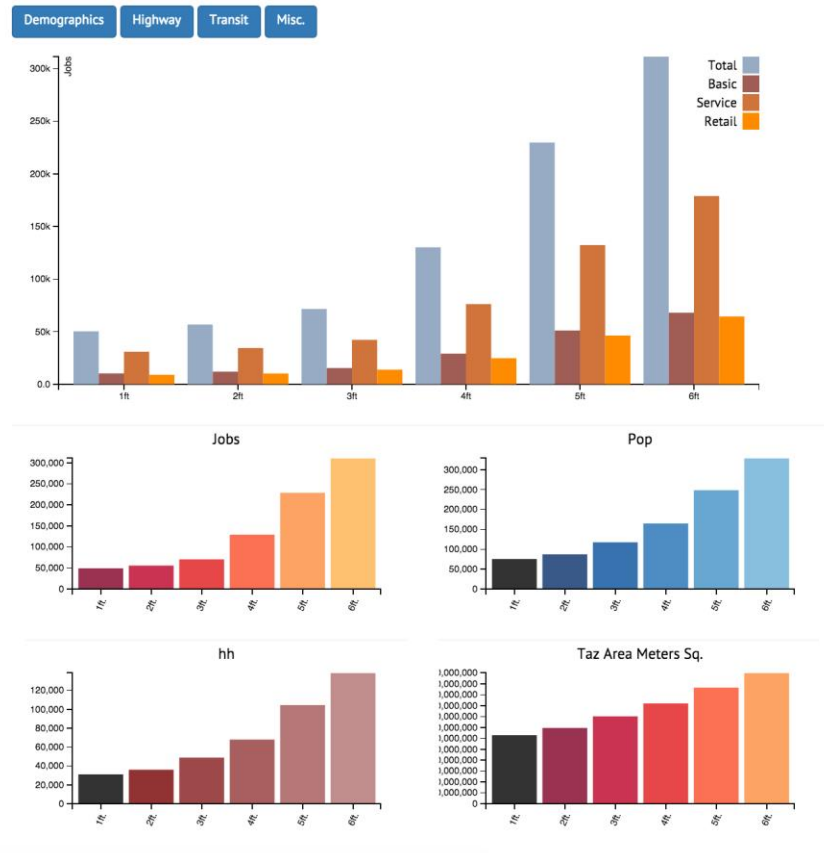 Demographics Highway Transit Misc.
Jobs
300k
250k
200k
150k
100k
50k
0.0
Total
Basic
Service
Retail
1ft 2ft 3ft 4ft 5ft 6ft
Jobs
300,000
250,000
200,000
150,000
100,000
50,000
0
1ft. 2ft. 3ft. 4ft. 5ft. 6ft.
Pop
300,000
250,000
200,000
150,000
100,000
50,000
0
1ft. 2ft. 3ft. 4ft. 5ft. 6ft.
hh
120,000
100,000
80,000
60,000
40,000
20,000
0
1ft. 2ft. 3ft. 4ft. 5ft. 6ft.
Taz Area Meters Sq.
0
1ft. 2ft. 3ft. 4ft. 5ft. 6ft.